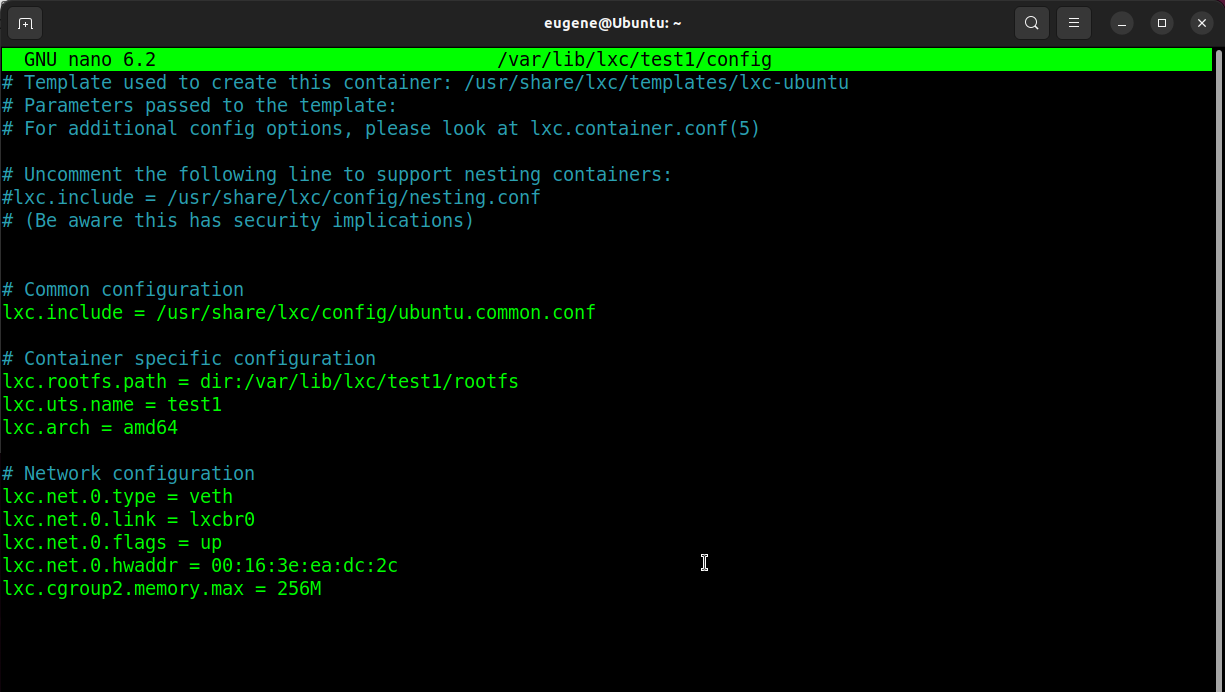 eugene@Ubuntu: ~
GNU nano 6.2 /var/lib/lxc/test1/config
# Template used to create this container: /usr/share/lxc/templates/lxc-ubuntu
# Parameters passed to the template:
# For additional config options, please look at lxc.container.conf(5)
# Uncomment the following line to support nesting containers:
#lxc.include = /usr/share/lxc/config/nesting.conf
# (Be aware this has security implications)
# Common configuration
lxc.include = /usr/share/lxc/config/ubuntu.common.conf
# Container specific configuration
lxc.rootfs.path = dir:/var/lib/lxc/test1/rootfs
lxc.uts.name = test1
lxc.arch = amd64
# Network configuration
lxc.net.0.type = veth
lxc.net.0.link = lxcbr0
lxc.net.0.flags = up
lxc.net.0.hwaddr = 00:16:3e:ea:dc:2c
lxc.cgroup2.memory.max = 256M